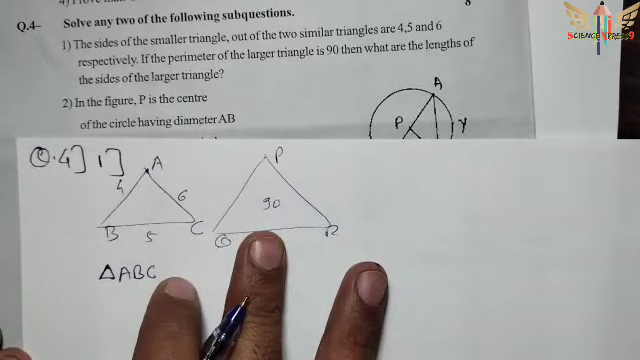 Q.4- Solve any two of the following subquestions. 8
1) The sides of the smaller triangle, out of the two similar triangles are 4,5 and 6
respectively. If the perimeter of the larger triangle is 90 then what are the lengths of
the sides of the larger triangle?
2) In the figure, P is the centre
of the circle having diameter AB
A
P
Y
Q.4] 1]
A
P
4
6
90
B
5
C
Q
R
△ABC
SCIENCEXPRESS9